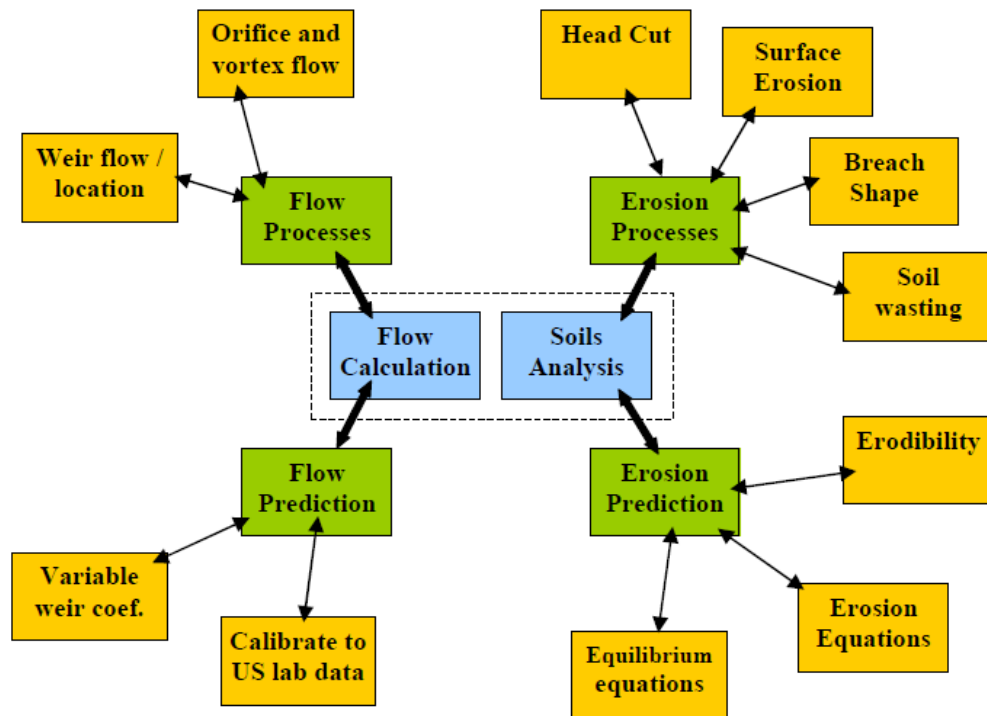 Orifice and
vortex flow
Head Cut
Surface
Erosion
Weir flow /
location
Breach
Shape
Flow
Processes
Erosion
Processes
Soil
wasting
Flow
Calculation
Soils
Analysis
Erodibility
Flow
Prediction
Erosion
Prediction
Variable
weir coef.
Calibrate to
US lab data
Equilibrium
equations
Erosion
Equations